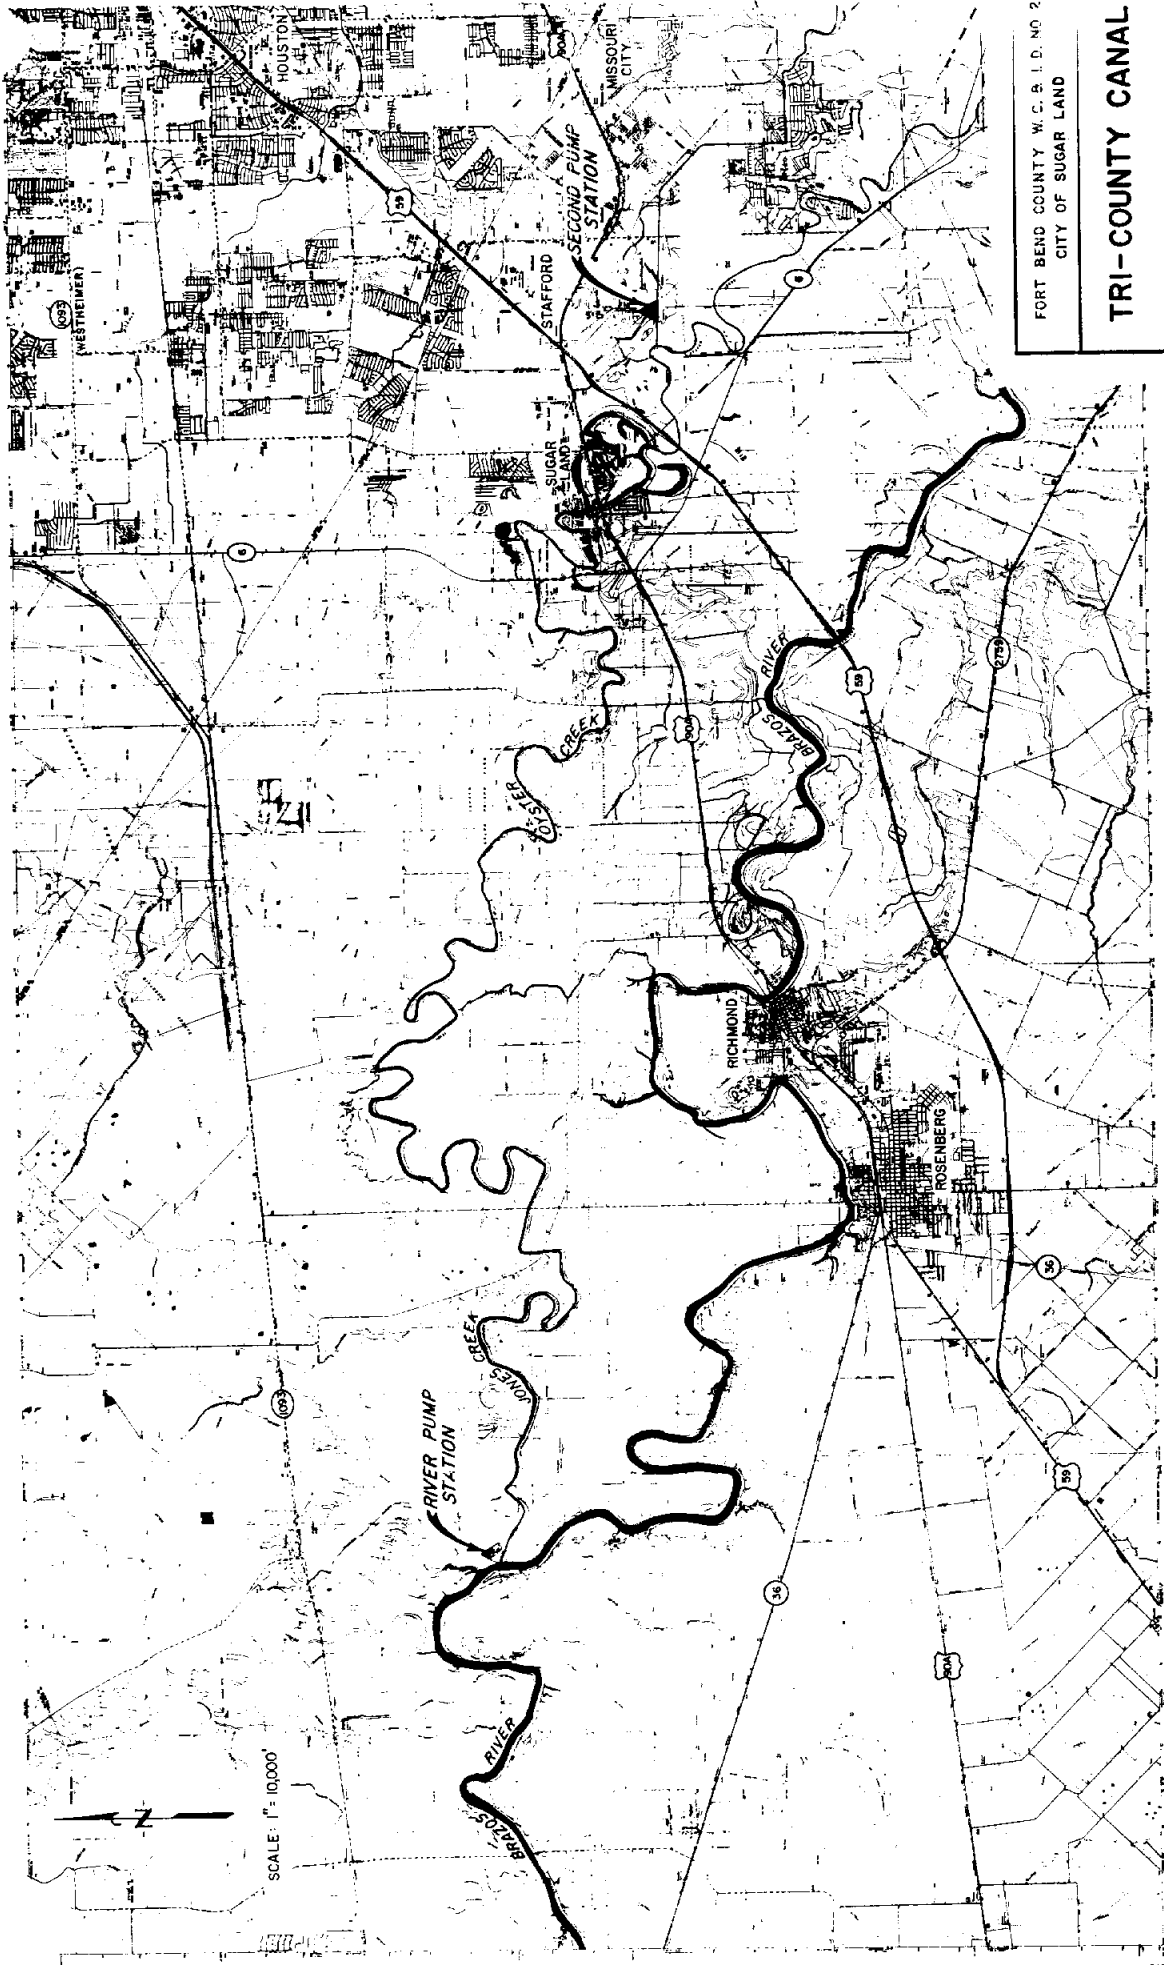 HOUSTON
1093
(WESTHEIMER)
90A
MISSOURI
CITY
59
SECOND PUMP
STATION
STAFFORD
6
6
SUGAR
LAND
OYSTER
CREEK
90A
BRAZOS
RIVER
59
2759
RICHMOND
ROSENBERG
36
JONES
CREEK
1093
RIVER PUMP
STATION
59
36
90A
BRAZOS
RIVER
N
SCALE: 1"= 10,000'
FORT BEND COUNTY W. C. & I. D. NO 2
CITY OF SUGAR LAND
TRI-COUNTY CANAL